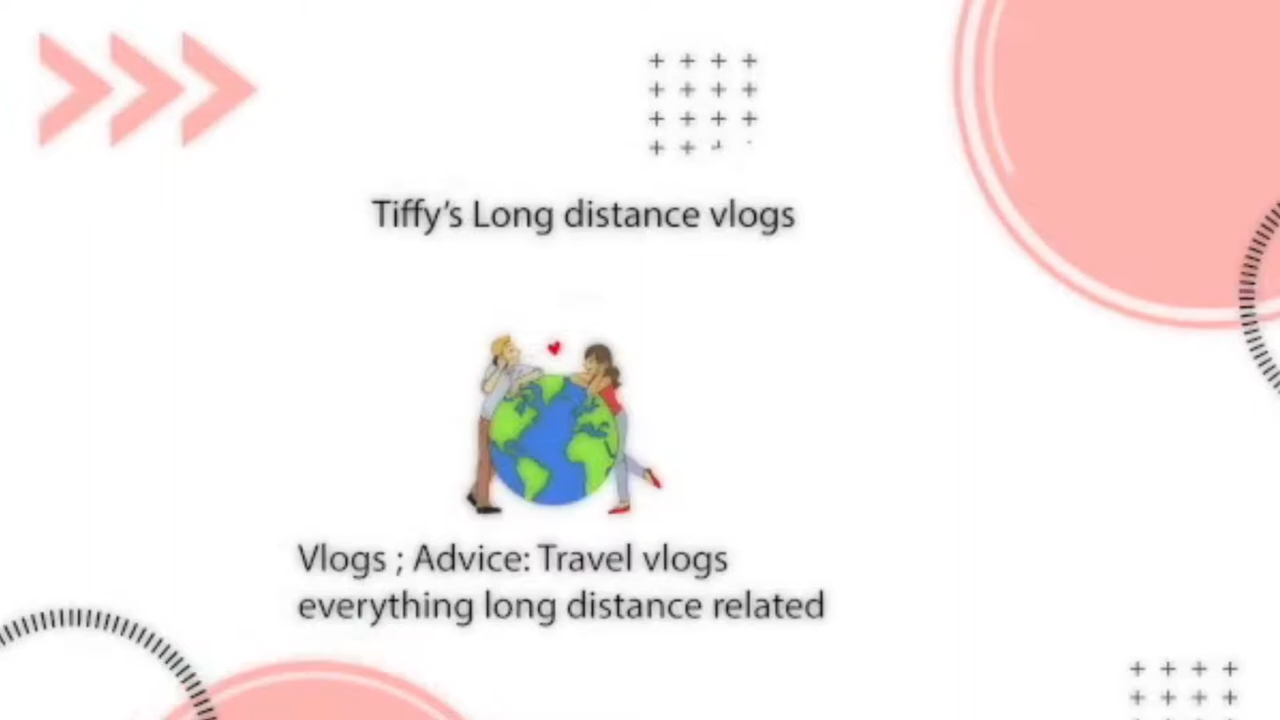 Tiffy's Long distance vlogs
Vlogs ; Advice: Travel vlogs
everything long distance related